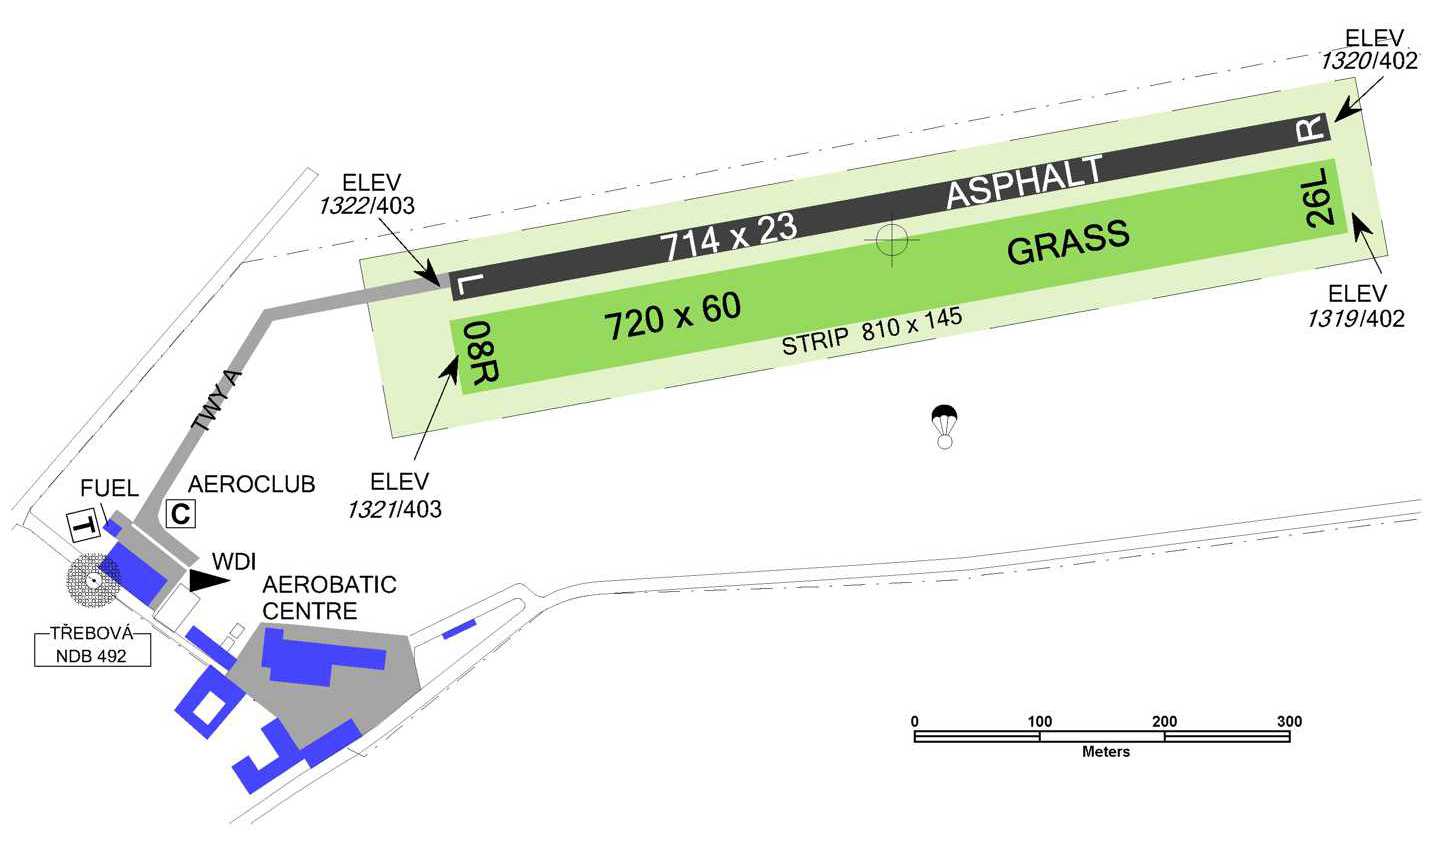 ELEV
1320/402
R
ASPHALT
ELEV
1322/403
714 x 23
L
26L
GRASS
720 x 60
08R
STRIP 810 x 145
ELEV
1319/402
TWY A
ELEV
1321/403
FUEL
AEROCLUB
C
T
WDI
AEROBATIC
CENTRE
TŘEBOVÁ
NDB 492
0 100 200 300
Meters